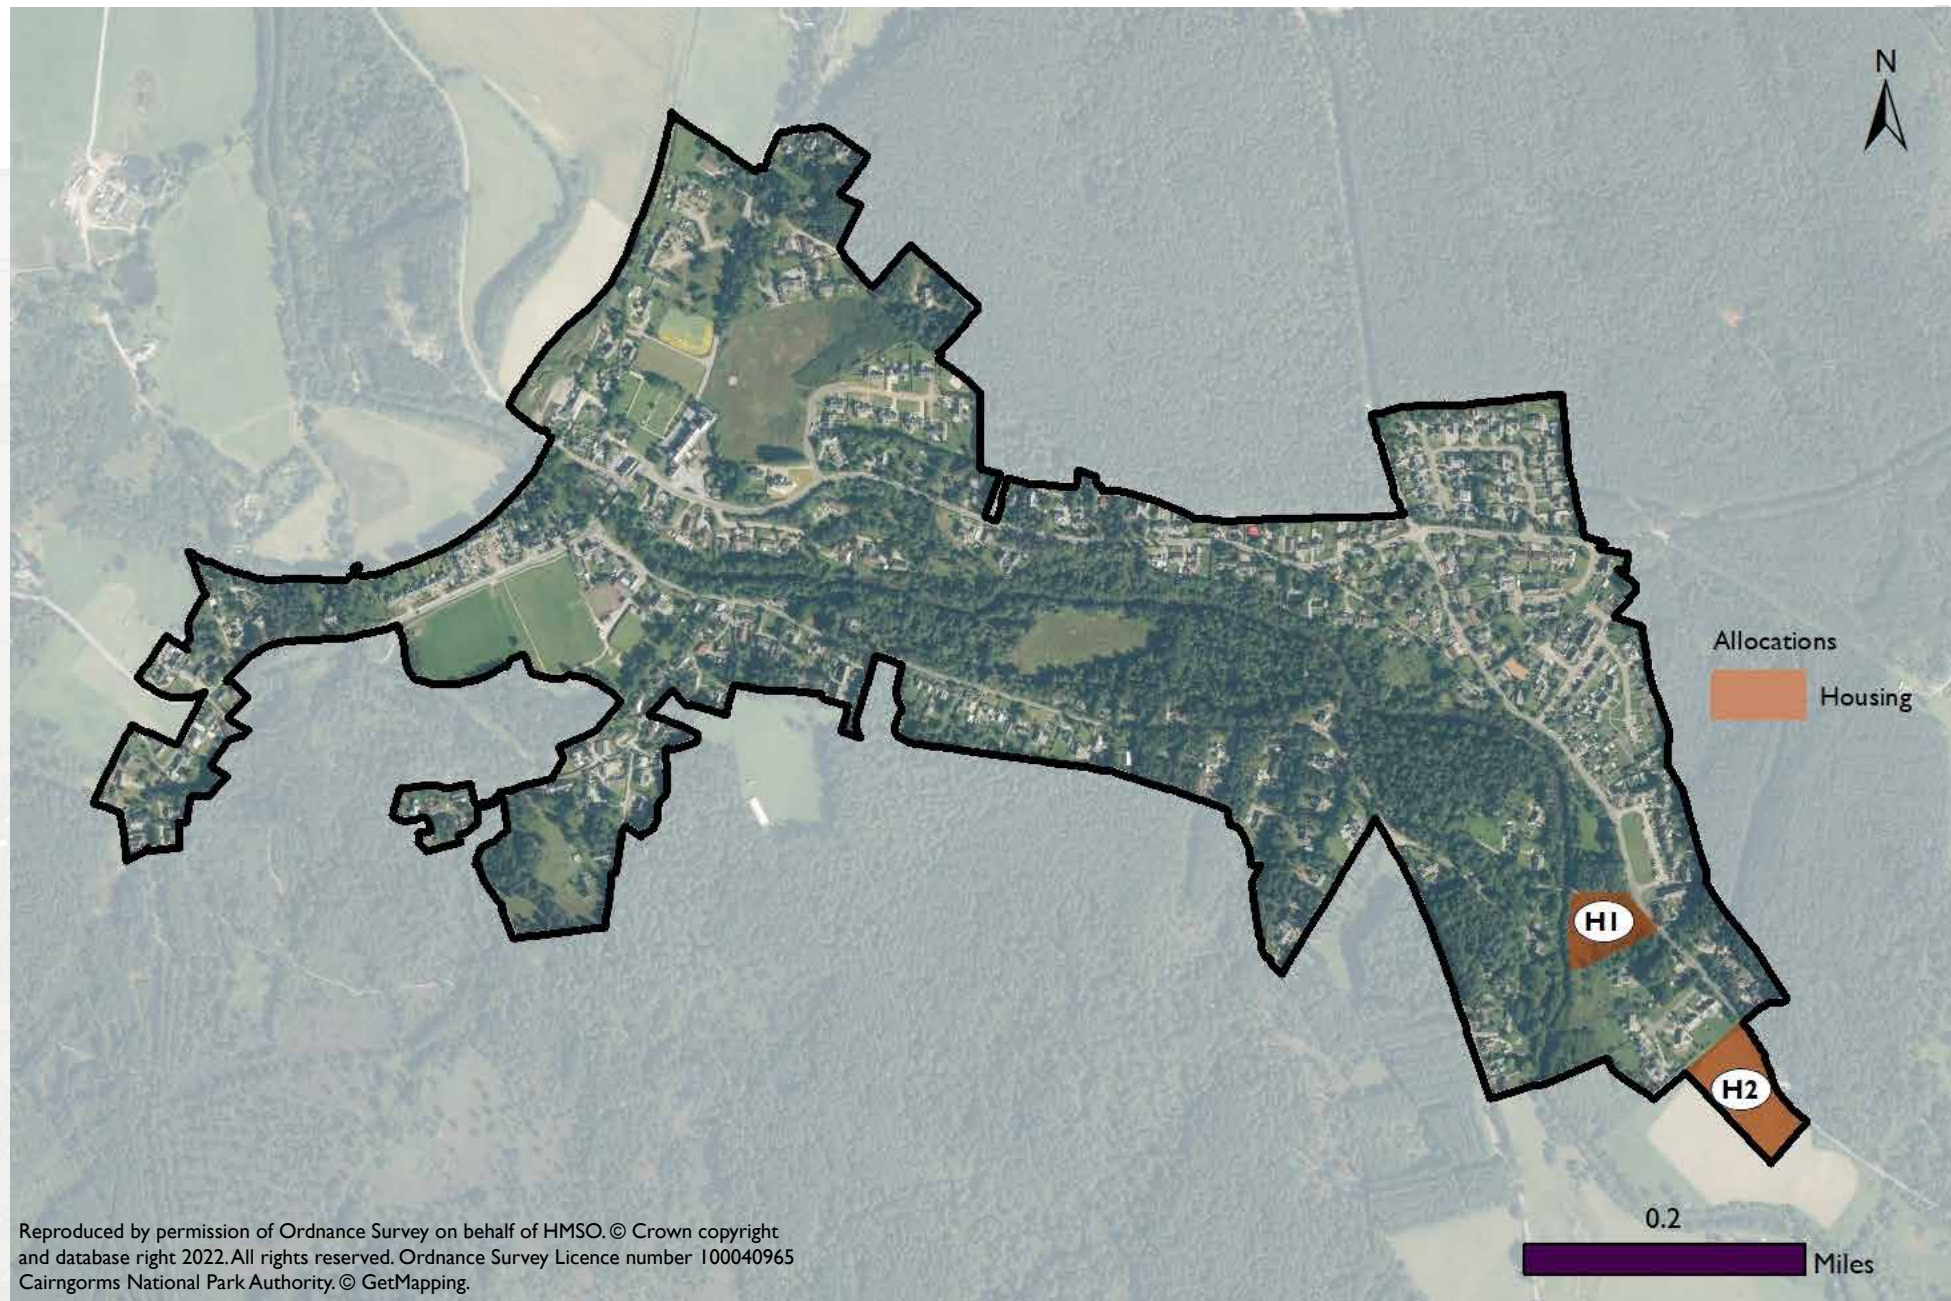 N
Allocations
Housing
H1
H2
0.2
Miles
Reproduced by permission of Ordnance Survey on behalf of HMSO. © Crown copyright
and database right 2022. All rights reserved. Ordnance Survey Licence number 100040965
Cairngorms National Park Authority. © GetMapping.